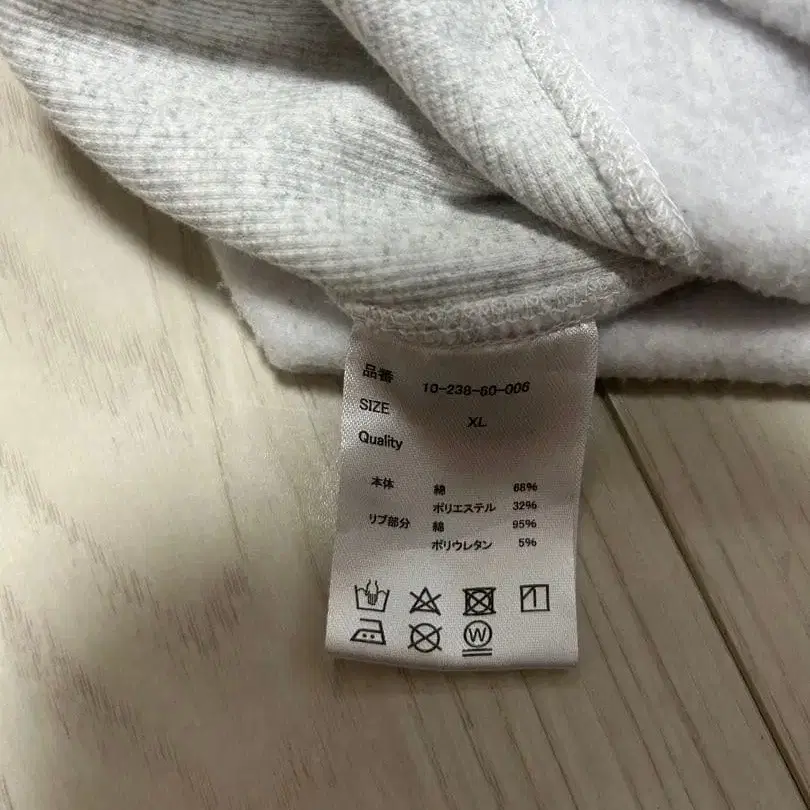 品番 10-238-60-006
SIZE XL
Quality
本体 綿 68%
ポリエステル 32%
リブ部分 綿 95%
ポリウレタン 5%
W